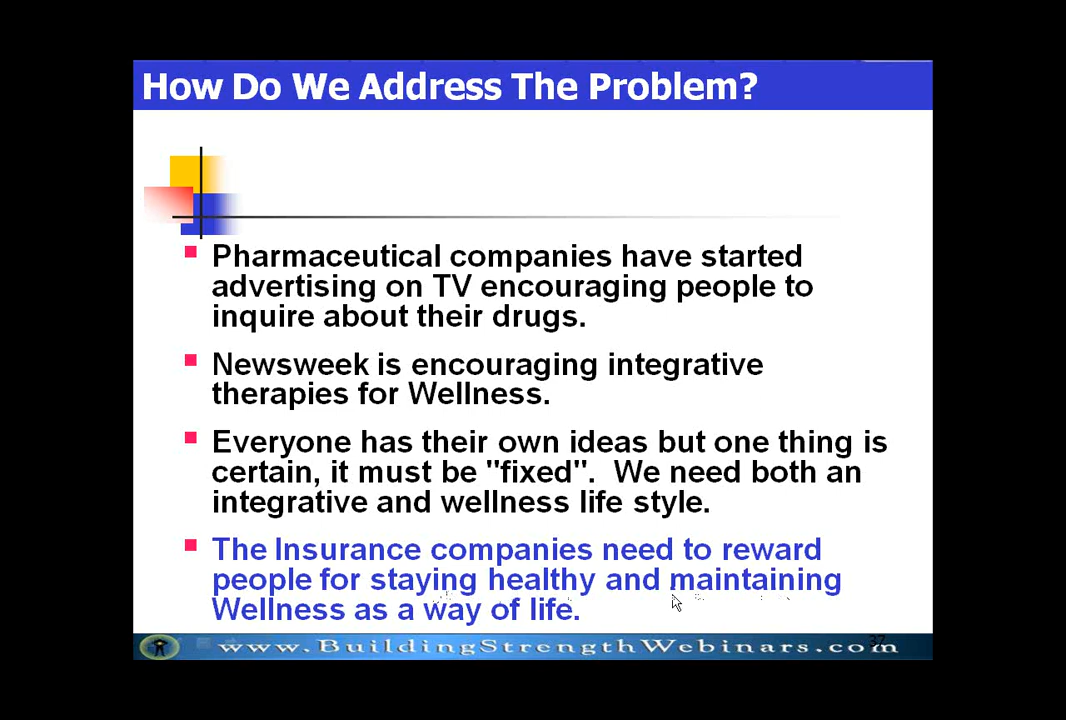 How Do We Address The Problem?
Pharmaceutical companies have started
advertising on TV encouraging people to
inquire about their drugs.
Newsweek is encouraging integrative
therapies for Wellness.
Everyone has their own ideas but one thing is
certain, it must be "fixed".  We need both an
integrative and wellness life style.
The Insurance companies need to reward
people for staying healthy and maintaining
Wellness as a way of life.
37
www.BuildingStrengthWebinars.com